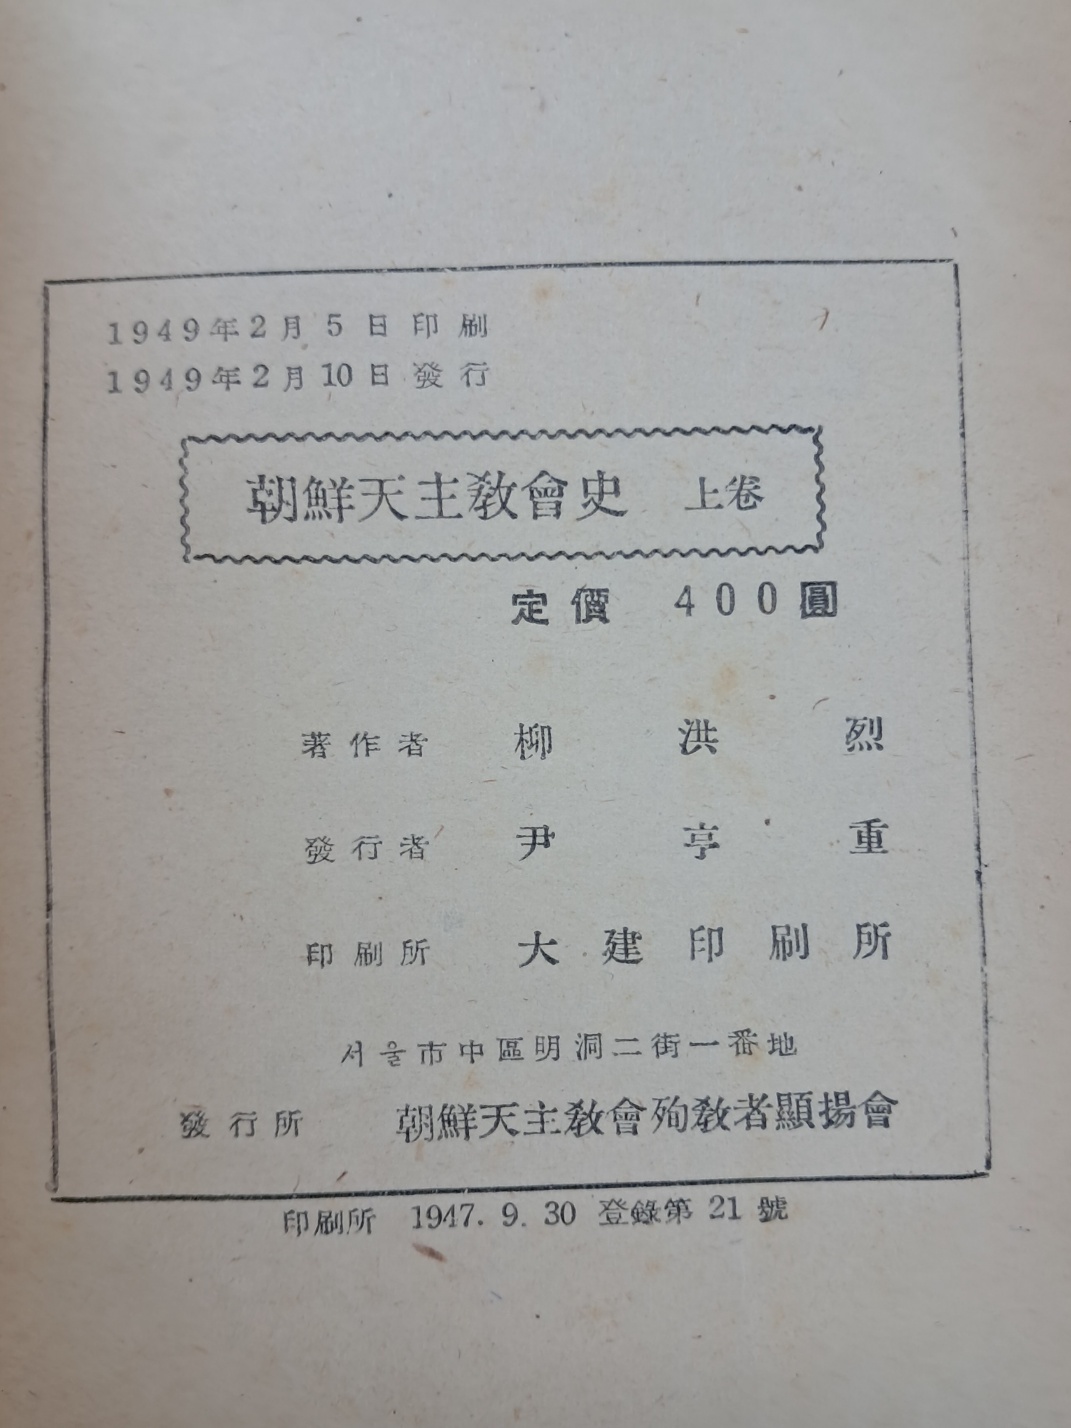 1949年2月5日印刷
1949年2月10日發行
朝鮮天主敎會史 上卷
定價 400圓
著作者 柳洪烈
發行者 尹亨重
印刷所 大建印刷所
서울市中區明洞二街一番地
發行所 朝鮮天主敎會殉敎者顯揚會
印刷所 1947. 9. 30 登錄第 21 號